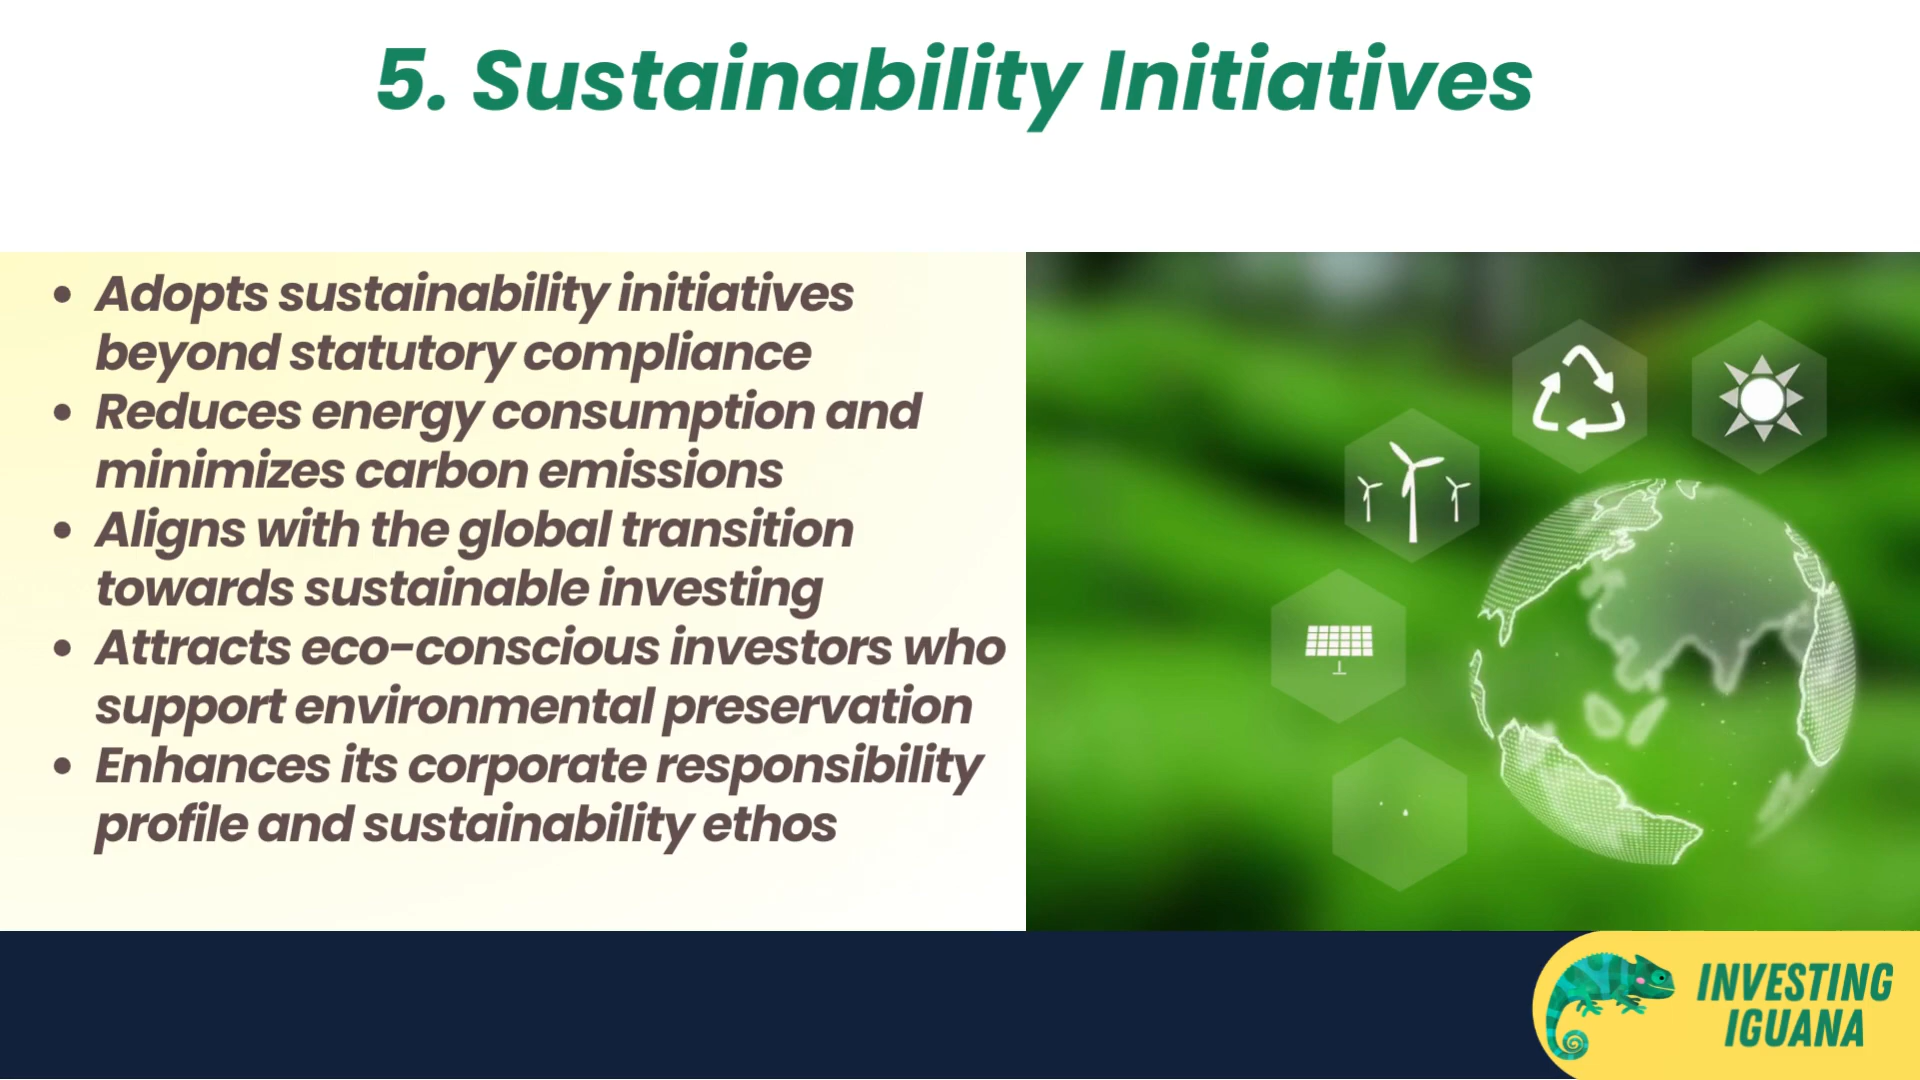 5. Sustainability Initiatives
• Adopts sustainability initiatives
beyond statutory compliance
• Reduces energy consumption and
minimizes carbon emissions
• Aligns with the global transition
towards sustainable investing
• Attracts eco-conscious investors who
support environmental preservation
• Enhances its corporate responsibility
profile and sustainability ethos
INVESTING
IGUANA